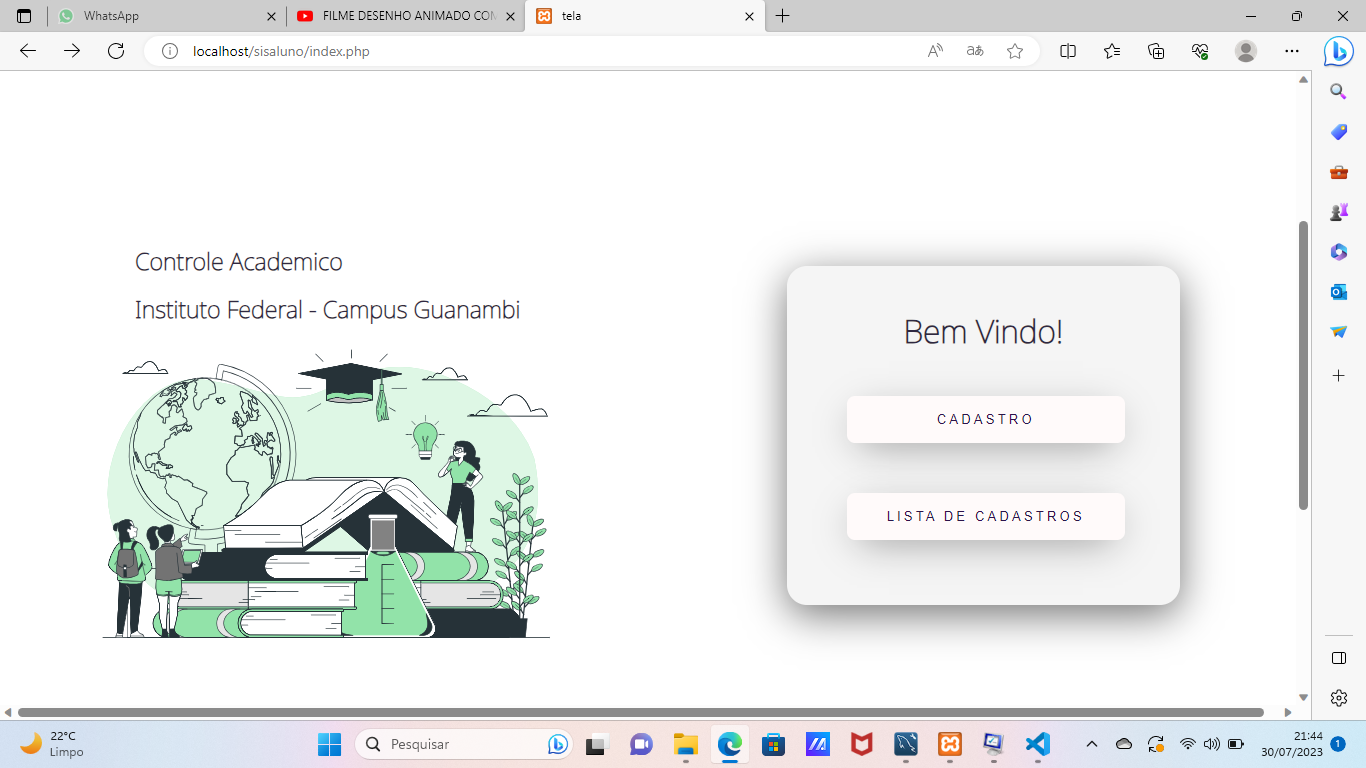 WhatsApp
FILME DESENHO ANIMADO COM
tela
localhost/sisaluno/index.php
Controle Academico
Instituto Federal - Campus Guanambi
Bem Vindo!
CADASTRO
LISTA DE CADASTROS
22°C
Limpo
Pesquisar
21:44
30/07/2023
1